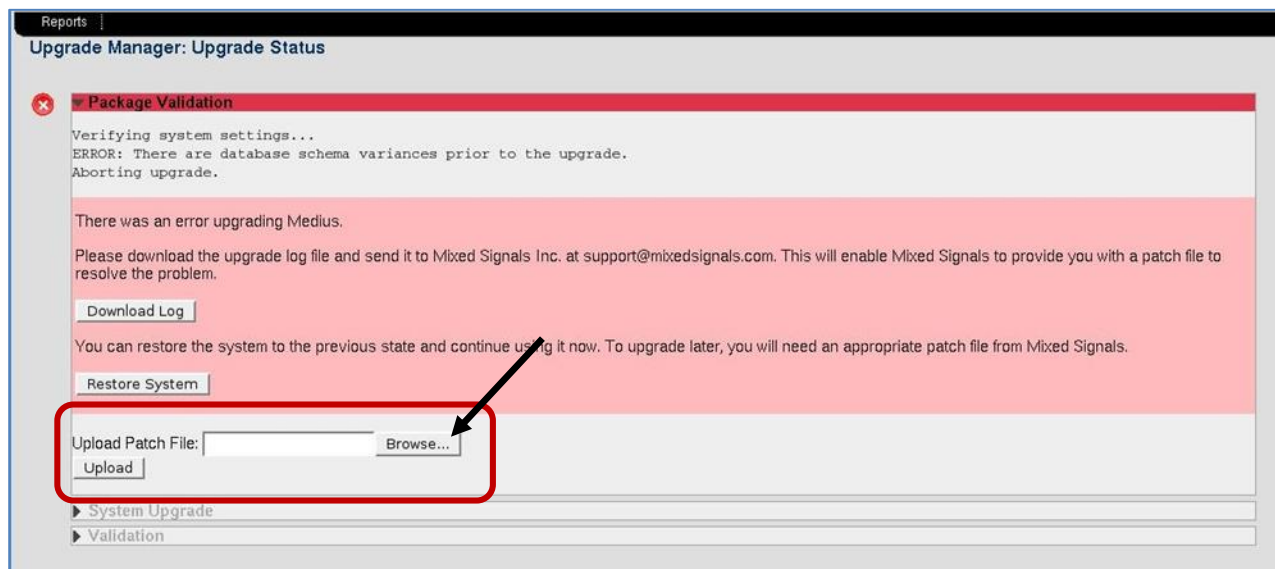 Reports
Upgrade Manager: Upgrade Status
Package Validation
Verifying system settings...
ERROR: There are database schema variances prior to the upgrade.
Aborting upgrade.
There was an error upgrading Medius.
Please download the upgrade log file and send it to Mixed Signals Inc. at support@mixedsignals.com. This will enable Mixed Signals to provide you with a patch file to
resolve the problem.
Download Log
You can restore the system to the previous state and continue using it now. To upgrade later, you will need an appropriate patch file from Mixed Signals.
Restore System
Upload Patch File: Browse...
Upload
System Upgrade
Validation